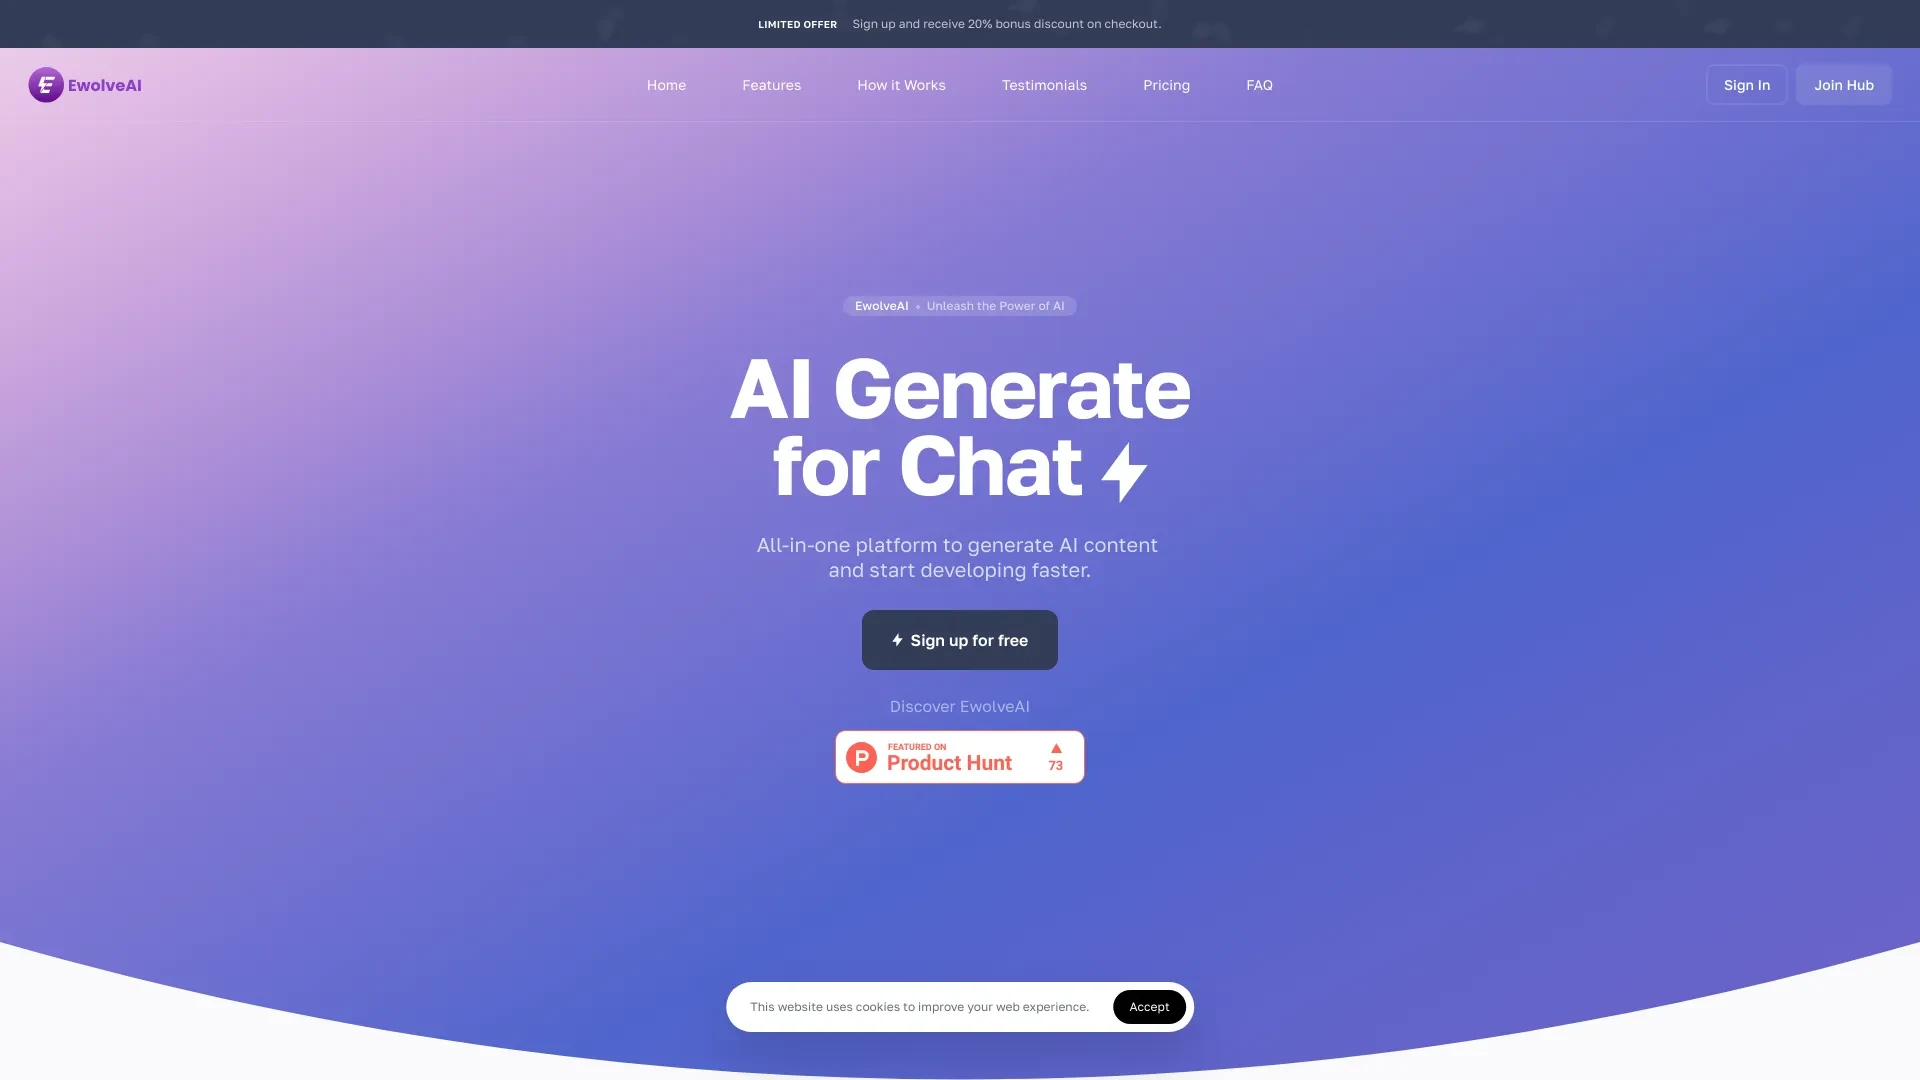 LIMITED OFFER Sign up and receive 20% bonus discount on checkout.
EwolveAI
Home Features How it Works Testimonials Pricing FAQ
Sign In Join Hub
EwolveAI • Unleash the Power of AI
AI Generate
for Chat
All-in-one platform to generate AI content
and start developing faster.
Sign up for free
Discover EwolveAI
FEATURED ON
Product Hunt
73
This website uses cookies to improve your web experience. Accept